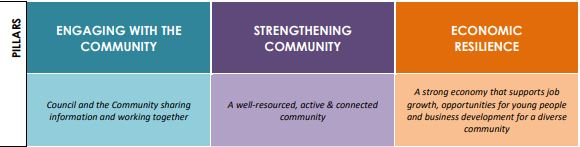 PILLARS
ENGAGING WITH THE
COMMUNITY
STRENGTHENING
COMMUNITY
ECONOMIC
RESILIENCE
Council and the Community sharing
information and working together
A well-resourced, active & connected
community
A strong economy that supports job
growth, opportunities for young people
and business development for a diverse
community